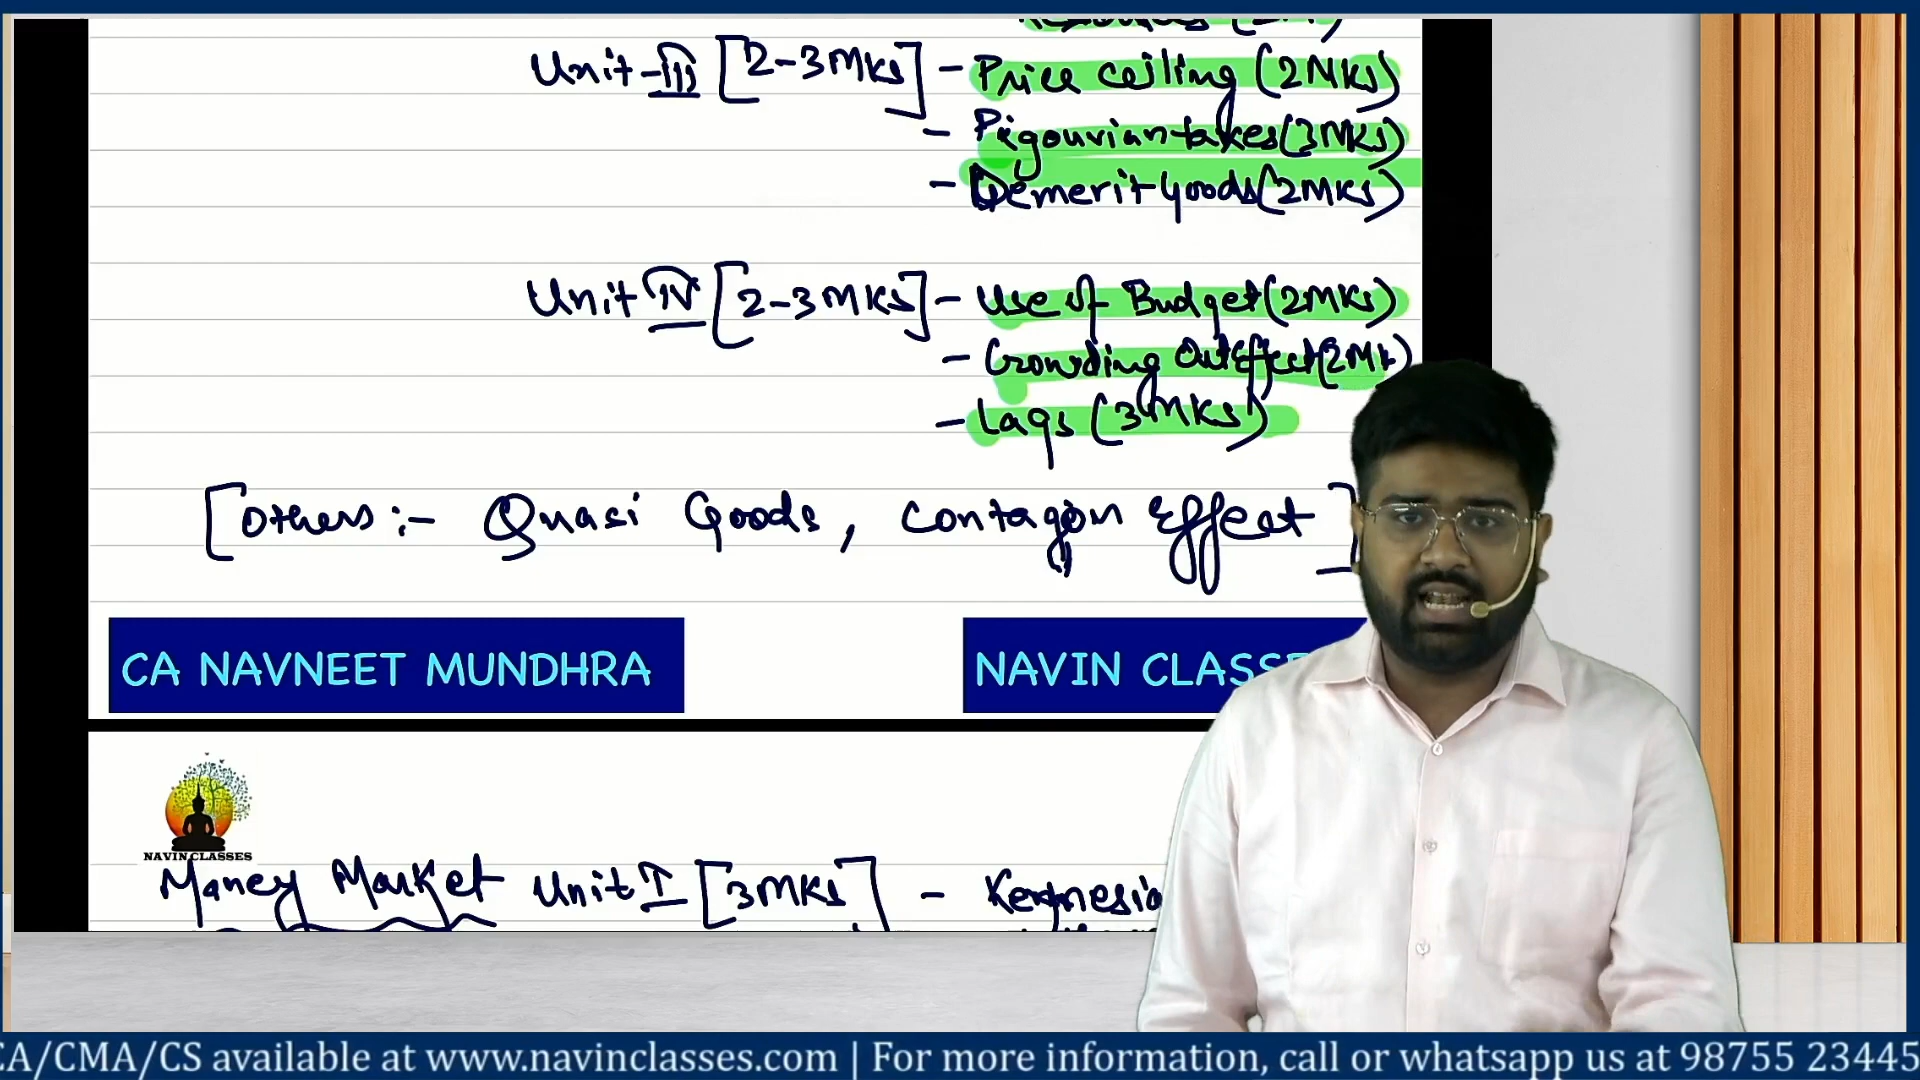 Unit-III [2-3Mks] - Price ceiling (2Mks)
- Pigouvian taxes (3Mks)
- Demerit Goods (2Mks)
Unit IV [2-3Mks] - Use of Budget (2Mks)
- Crowding Out Effect (2Mk)
- Lags (3Mks)
[Others:- Quasi Goods, Contagion Effect]
CA NAVNEET MUNDHRA
NAVIN CLASSE
NAVIN CLASSES
Money Market Unit I [3Mks] - Keynesia
CA/CMA/CS available at www.navinclasses.com | For more information, call or whatsapp us at 98755 23445